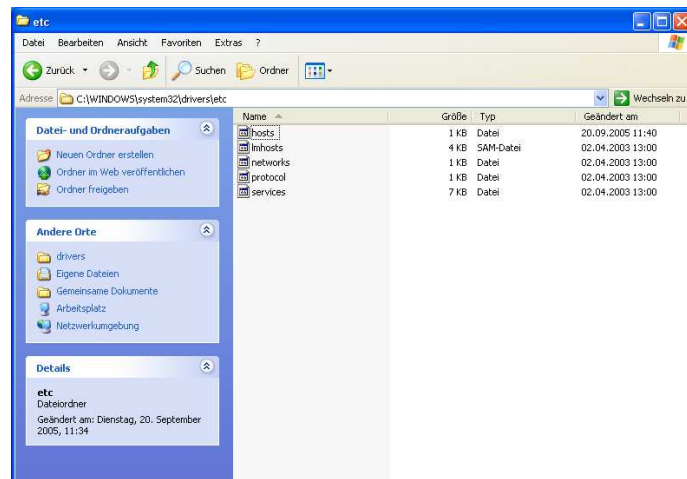 etc
Datei Bearbeiten Ansicht Favoriten Extras ?
Zurück Suchen Ordner
Adresse C:\WINDOWS\system32\drivers\etc Wechseln zu
Name Größe Typ Geändert am
hosts 1 KB Datei 20.09.2005 11:40
lmhosts 4 KB SAM-Datei 02.04.2003 13:00
networks 1 KB Datei 02.04.2003 13:00
protocol 1 KB Datei 02.04.2003 13:00
services 7 KB Datei 02.04.2003 13:00
Datei- und Ordneraufgaben
Neuen Ordner erstellen
Ordner im Web veröffentlichen
Ordner freigeben
Andere Orte
drivers
Eigene Dateien
Gemeinsame Dokumente
Arbeitsplatz
Netzwerkumgebung
Details
etc
Dateiordner
Geändert am: Dienstag, 20. September
2005, 11:34